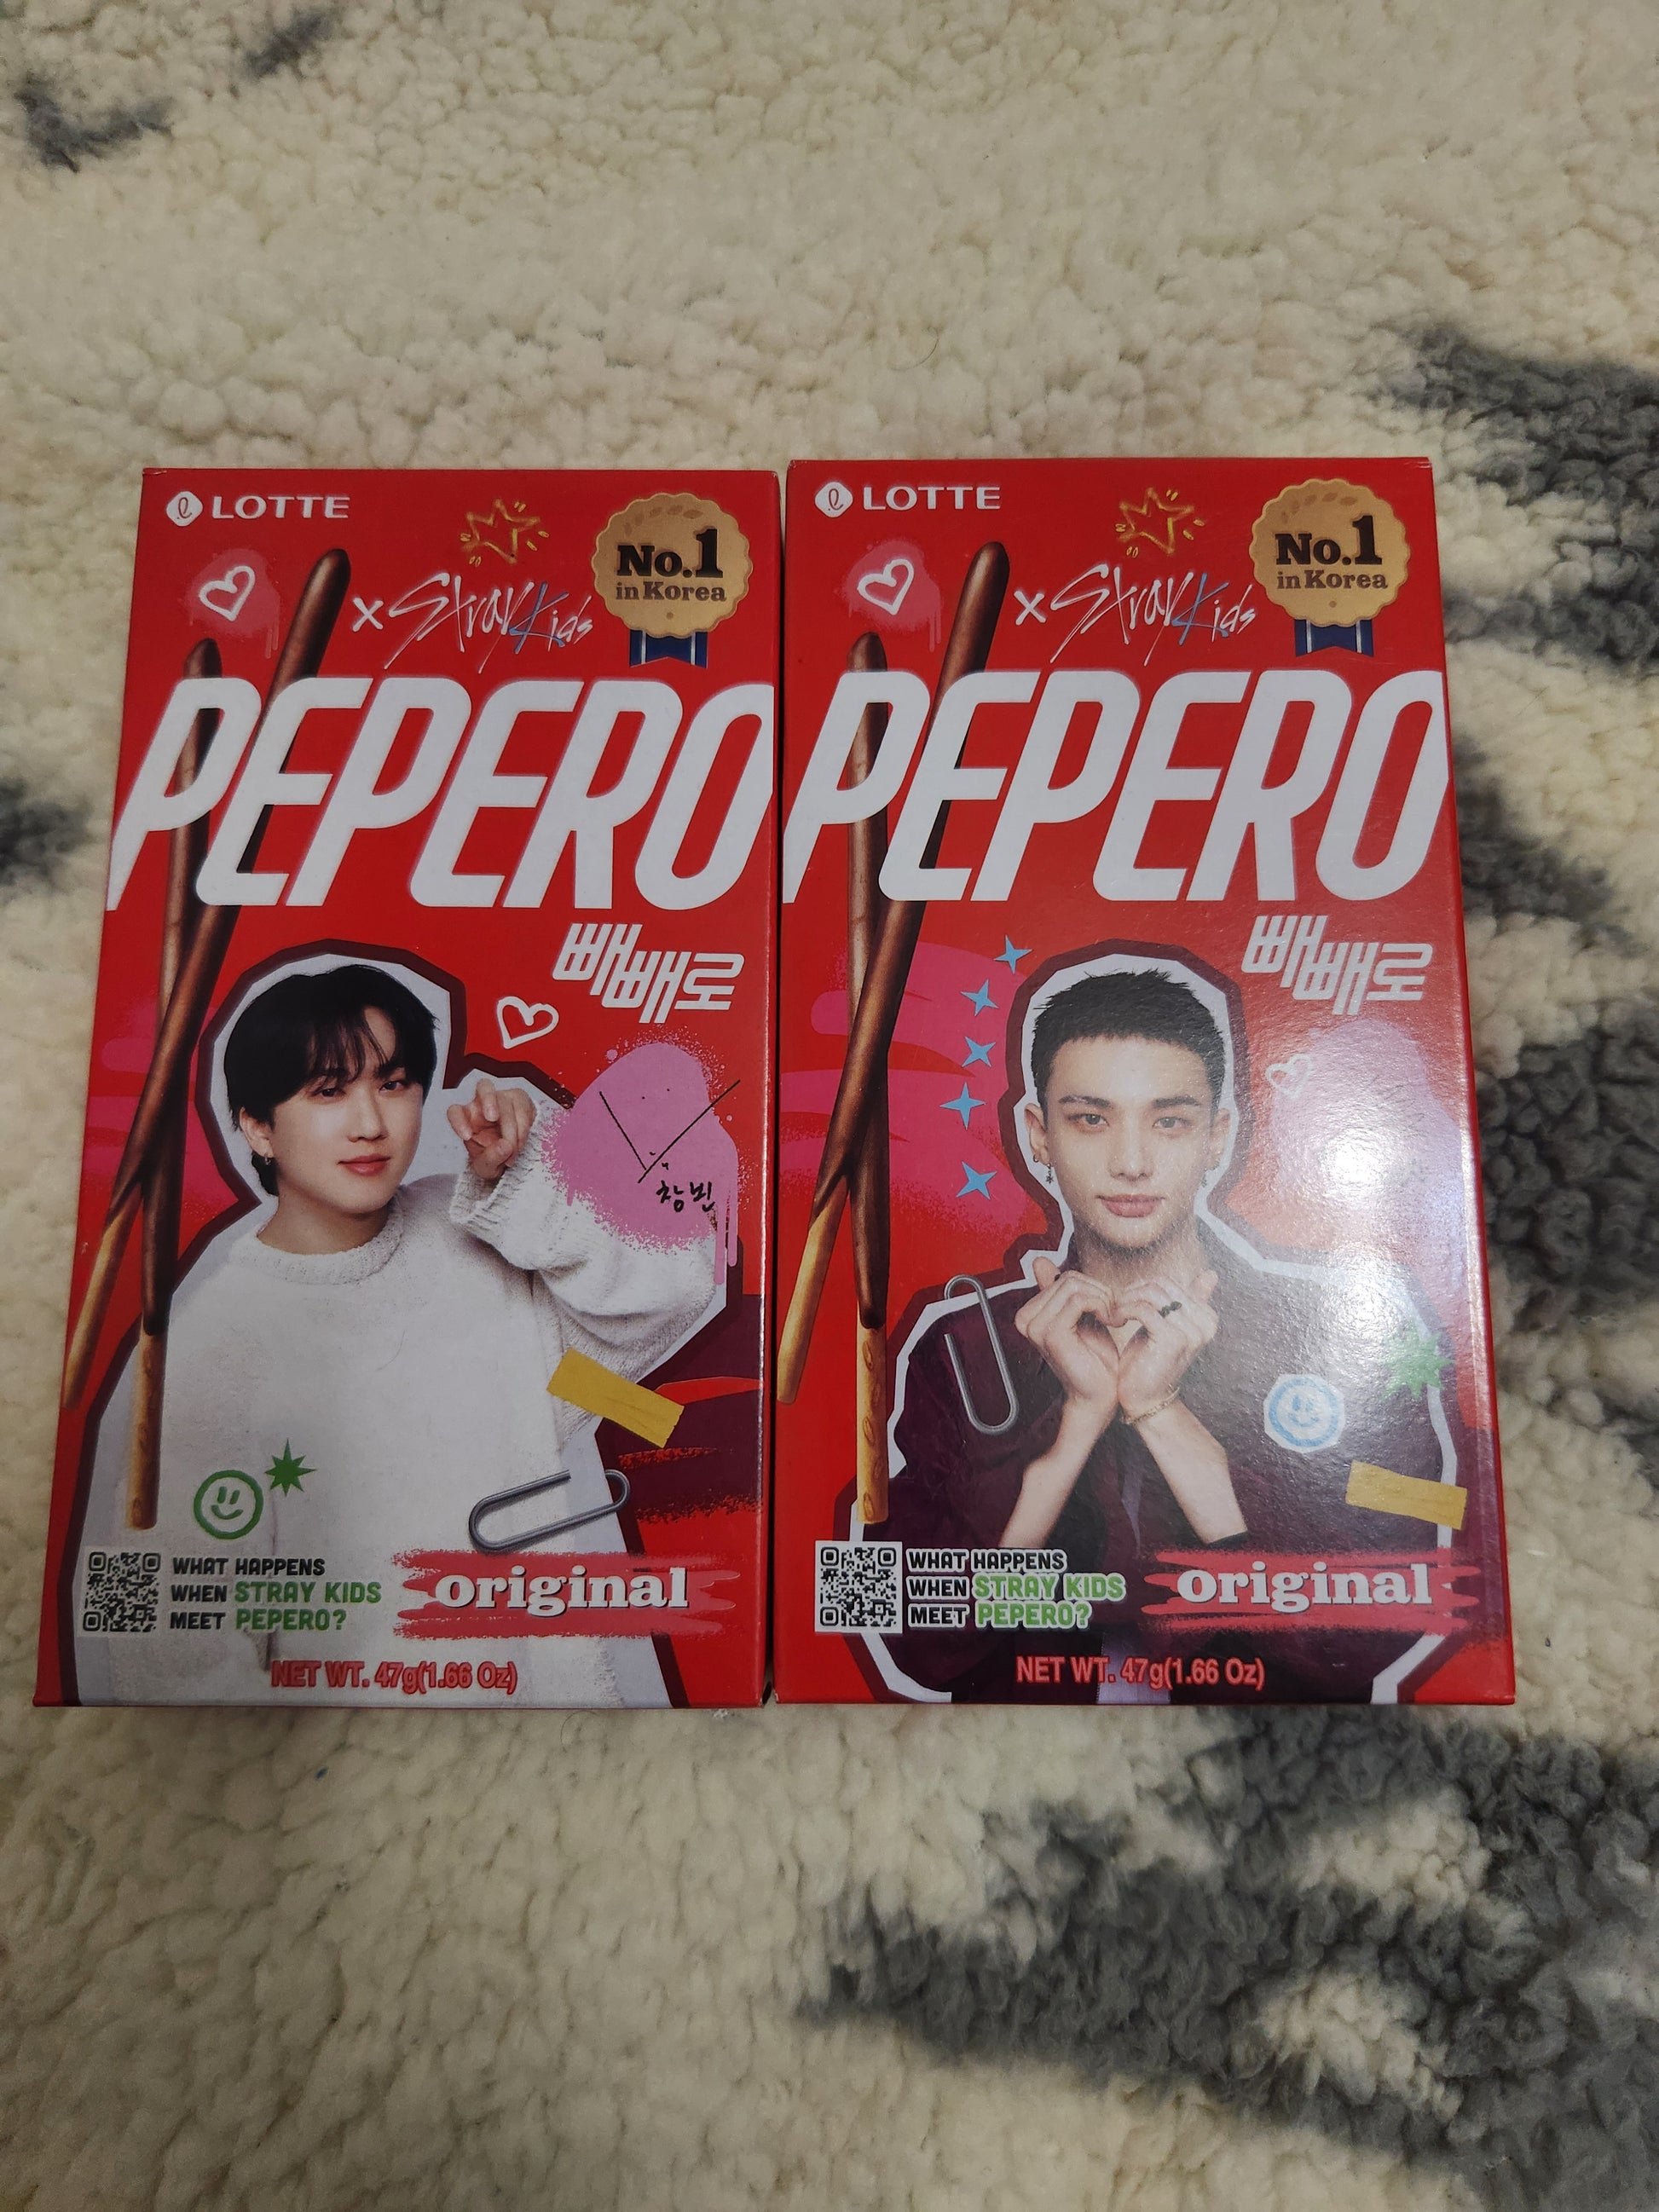 LOTTE
x Stray Kids
No.1
in Korea
PEPERO
빼빼로
창빈
WHAT HAPPENS
WHEN STRAY KIDS
MEET PEPERO?
original
NET WT. 47g(1.66 Oz)
LOTTE
x Stray Kids
No.1
in Korea
PEPERO
빼빼로
WHAT HAPPENS
WHEN STRAY KIDS
MEET PEPERO?
original
NET WT. 47g(1.66 Oz)